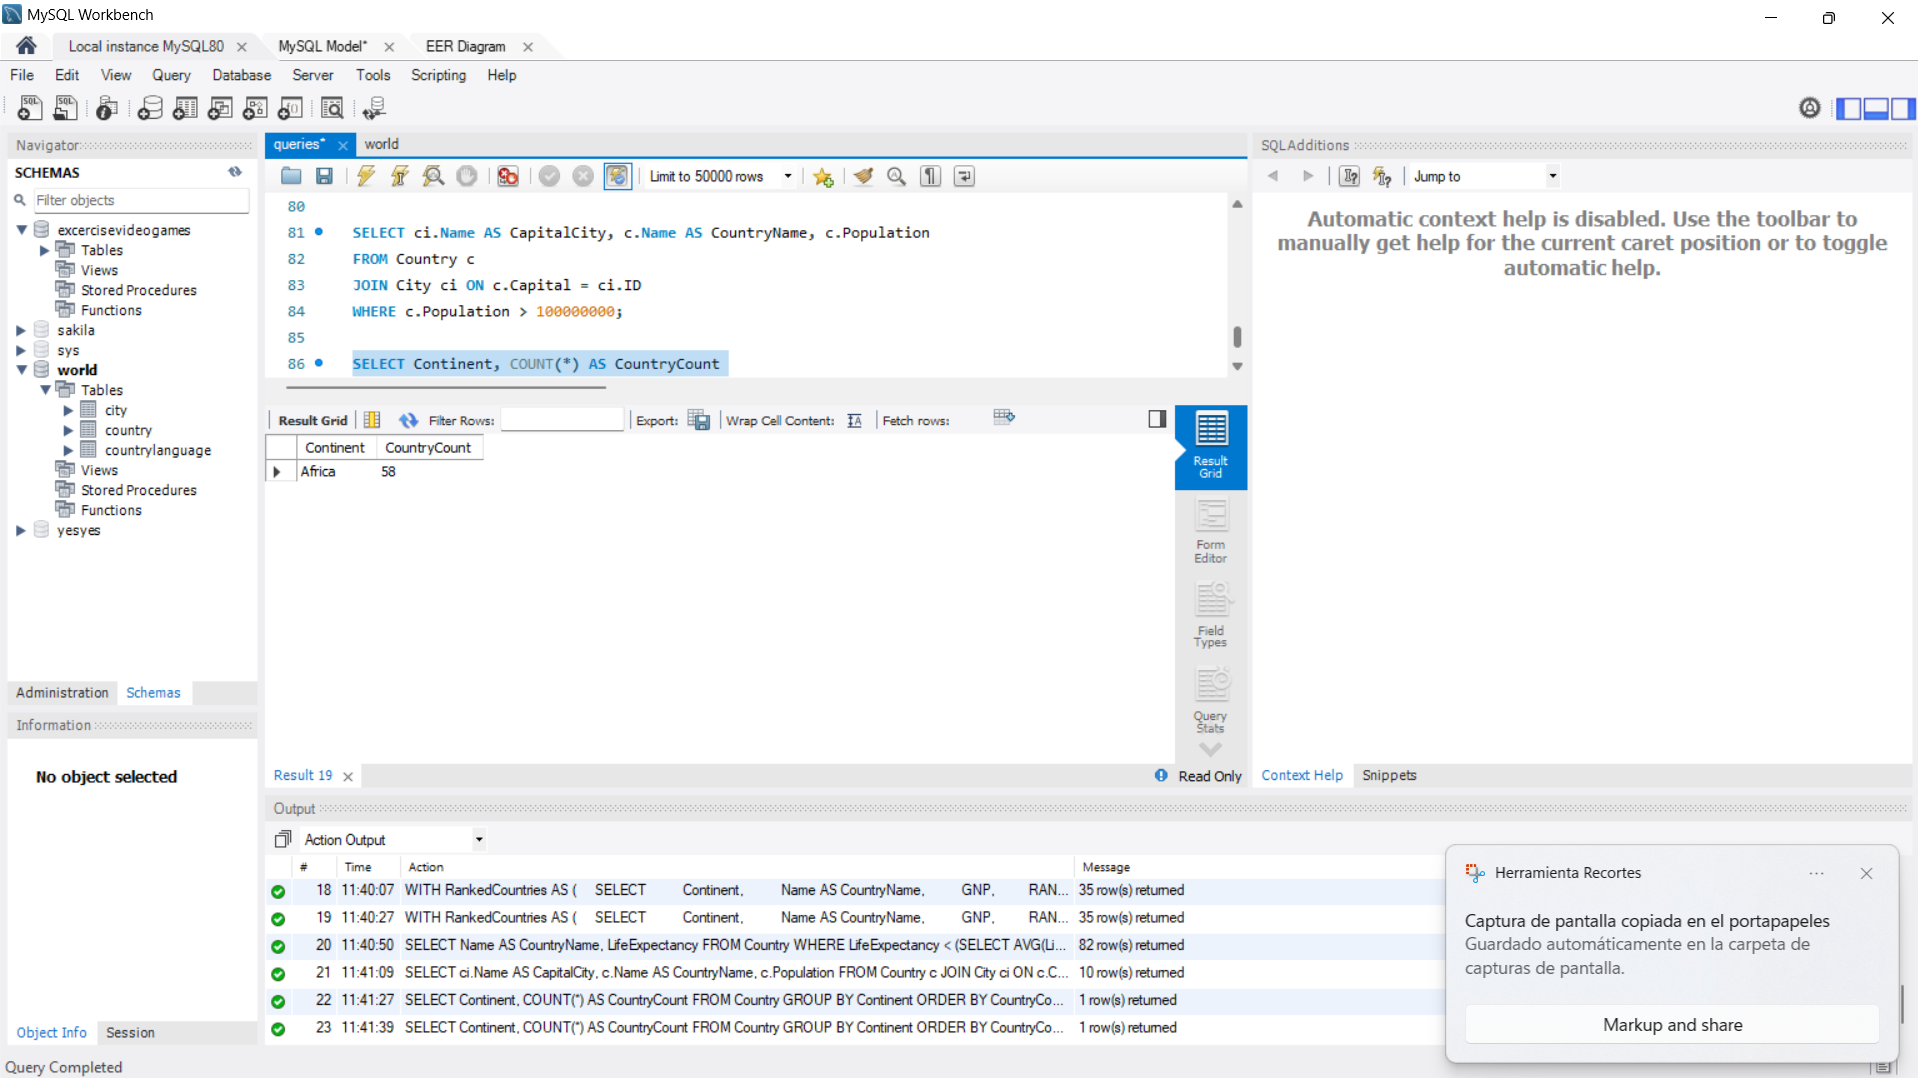 MySQL Workbench
Local instance MySQL80
MySQL Model*
EER Diagram
File Edit View Query Database Server Tools Scripting Help
Navigator
SCHEMAS
Filter objects
excercisevideogames
Tables
Views
Stored Procedures
Functions
sakila
sys
world
Tables
city
country
countrylanguage
Views
Stored Procedures
Functions
yesyes
Administration Schemas
Information
No object selected
Object Info Session
Query Completed
queries* world
Limit to 50000 rows
80
81 SELECT ci.Name AS CapitalCity, c.Name AS CountryName, c.Population
82 FROM Country c
83 JOIN City ci ON c.Capital = ci.ID
84 WHERE c.Population > 100000000;
85
86 SELECT Continent, COUNT(*) AS CountryCount
Result Grid Filter Rows: Export: Wrap Cell Content: Fetch rows:
Continent CountryCount
Africa 58
Result Grid
Form Editor
Field Types
Query Stats
Result 19 Read Only
SQLAdditions
Jump to
Automatic context help is disabled. Use the toolbar to
manually get help for the current caret position or to toggle
automatic help.
Context Help Snippets
Output
Action Output
# Time Action Message
18 11:40:07 WITH RankedCountries AS ( SELECT Continent, Name AS CountryName, GNP, RAN... 35 row(s) returned
19 11:40:27 WITH RankedCountries AS ( SELECT Continent, Name AS CountryName, GNP, RAN... 35 row(s) returned
20 11:40:50 SELECT Name AS CountryName, LifeExpectancy FROM Country WHERE LifeExpectancy < (SELECT AVG(Li... 82 row(s) returned
21 11:41:09 SELECT ci.Name AS CapitalCity, c.Name AS CountryName, c.Population FROM Country c JOIN City ci ON c.C... 10 row(s) returned
22 11:41:27 SELECT Continent, COUNT(*) AS CountryCount FROM Country GROUP BY Continent ORDER BY CountryCo... 1 row(s) returned
23 11:41:39 SELECT Continent, COUNT(*) AS CountryCount FROM Country GROUP BY Continent ORDER BY CountryCo... 1 row(s) returned
Herramienta Recortes
Captura de pantalla copiada en el portapapeles
Guardado automáticamente en la carpeta de
capturas de pantalla.
Markup and share